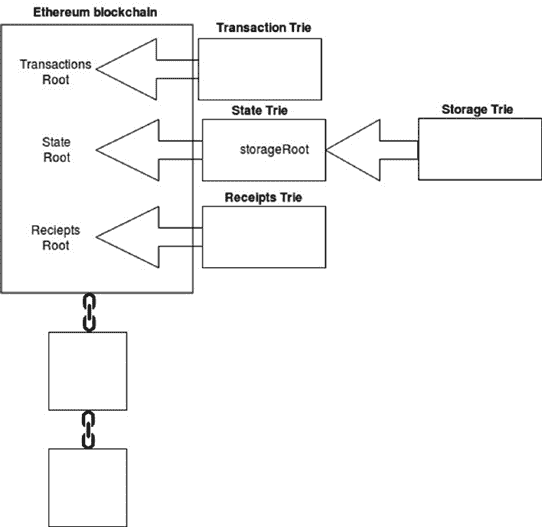 Ethereum blockchain
Transaction Trie
Transactions
Root
State Trie
Storage Trie
State
Root
storageRoot
Receipts Trie
Reciepts
Root